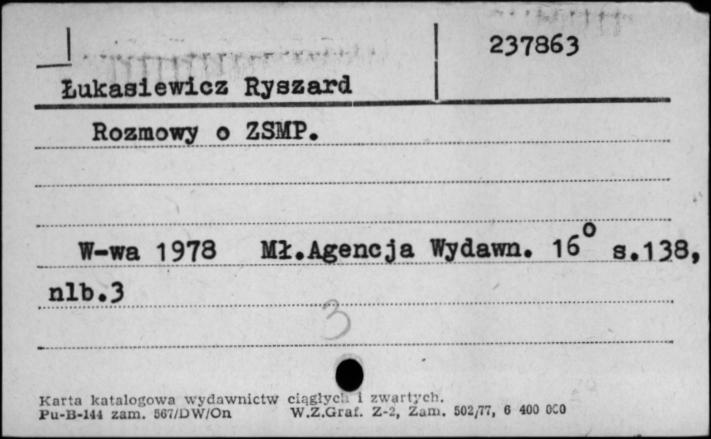 237863
Łukasiewicz Ryszard
Rozmowy o ZSMP.
W-wa 1978 Mł.Agencja Wydawn. 16° s.138,
nlb.3
3
Karta katalogowa wydawnictw ciągłych i zwartych.
Pu-B-144 zam. 567/DW/On W.Z.Graf. Z-2, Zam. 502/77, 6 400 000